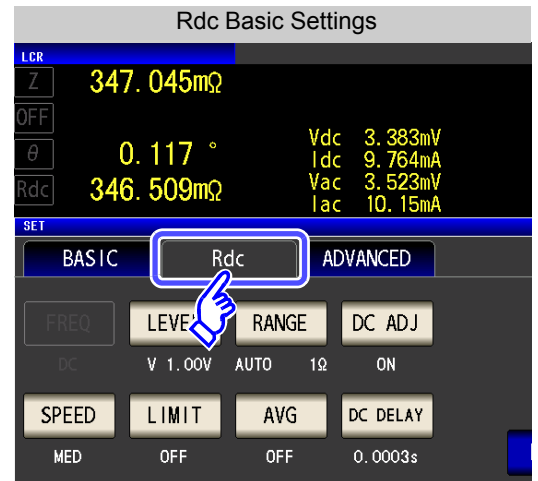 Rdc Basic Settings
LCR
Z 347.045mΩ
OFF
θ 0.117 ° Vdc 3.383mV
Idc 9.764mA
Rdc 346.509mΩ Vac 3.523mV
Iac 10.15mA
SET
BASIC Rdc ADVANCED
FREQ LEVEL RANGE DC ADJ
DC V 1.00V AUTO 1Ω ON
SPEED LIMIT AVG DC DELAY
MED OFF OFF 0.0003s